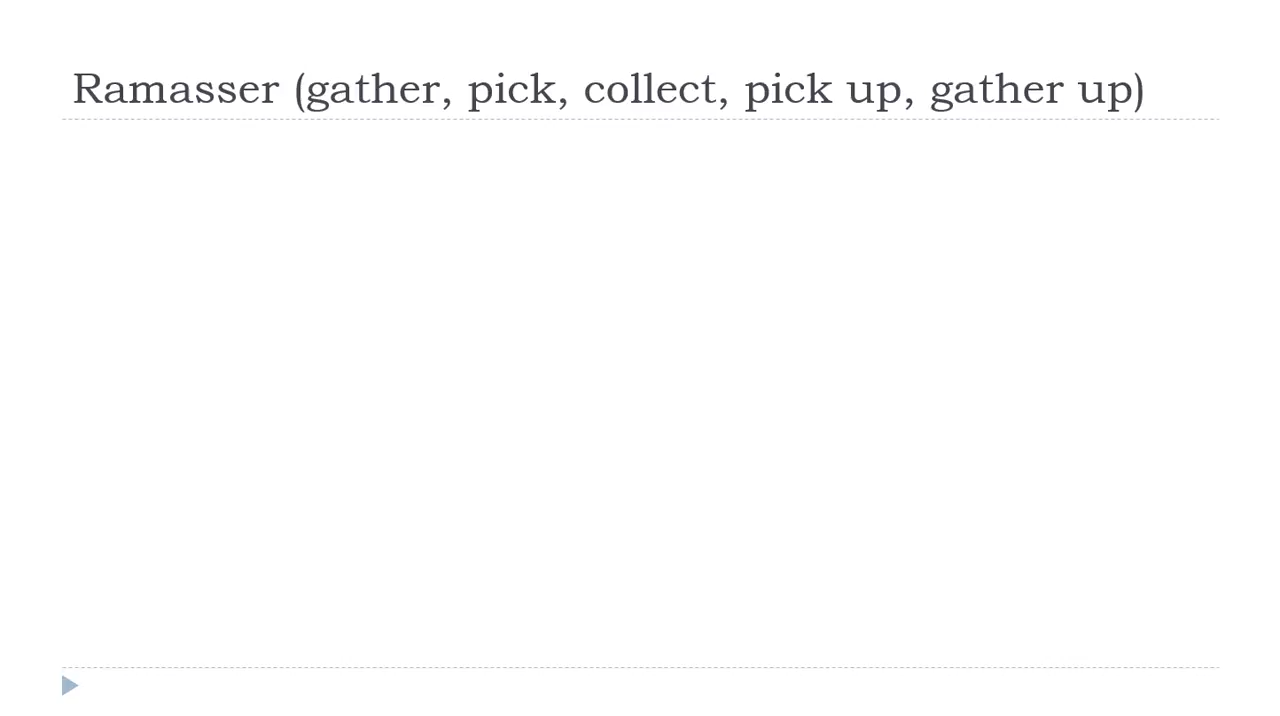 Ramasser (gather, pick, collect, pick up, gather up)